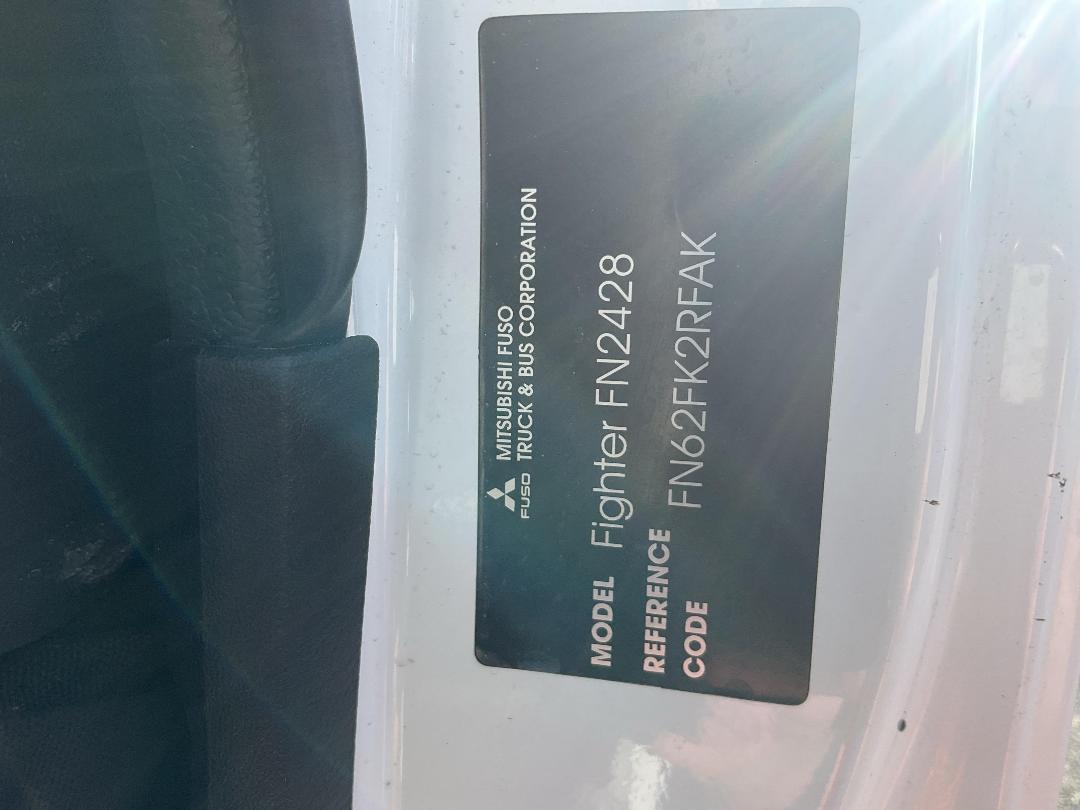 FUSO
MITSUBISHI FUSO
TRUCK & BUS CORPORATION
MODEL Fighter FN2428
REFERENCE
CODE FN62FK2RFAK